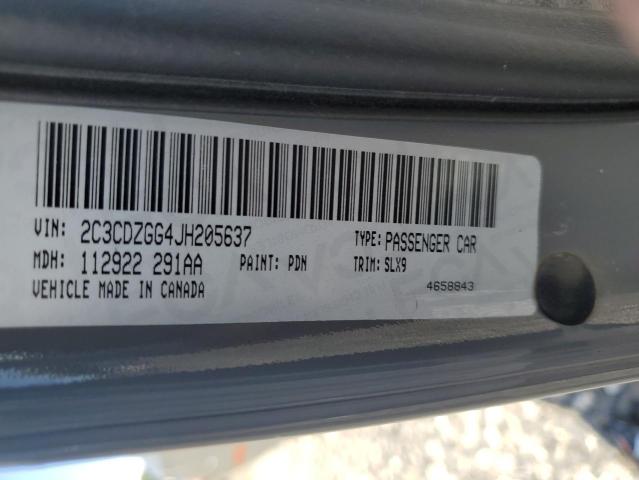 VIN: 2C3CDZGG4JH205637 TYPE: PASSENGER CAR
MDH: 112922 291AA PAINT: PDN TRIM: SLX9
VEHICLE MADE IN CANADA 4658843